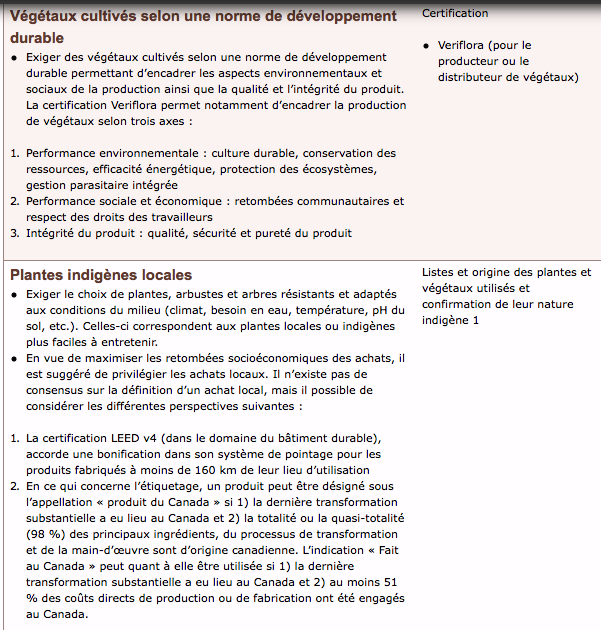 Végétaux cultivés selon une norme de développement
durable
● Exiger des végétaux cultivés selon une norme de développement
durable permettant d’encadrer les aspects environnementaux et
sociaux de la production ainsi que la qualité et l’intégrité du produit.
La certification Veriflora permet notamment d’encadrer la production
de végétaux selon trois axes :
1. Performance environnementale : culture durable, conservation des
ressources, efficacité énergétique, protection des écosystèmes,
gestion parasitaire intégrée
2. Performance sociale et économique : retombées communautaires et
respect des droits des travailleurs
3. Intégrité du produit : qualité, sécurité et pureté du produit
Certification
● Veriflora (pour le
producteur ou le
distributeur de végétaux)
Plantes indigènes locales
● Exiger le choix de plantes, arbustes et arbres résistants et adaptés
aux conditions du milieu (climat, besoin en eau, température, pH du
sol, etc.). Celles-ci correspondent aux plantes locales ou indigènes
plus faciles à entretenir.
● En vue de maximiser les retombées socioéconomiques des achats, il
est suggéré de privilégier les achats locaux. Il n’existe pas de
consensus sur la définition d’un achat local, mais il possible de
considérer les différentes perspectives suivantes :
1. La certification LEED v4 (dans le domaine du bâtiment durable),
accorde une bonification dans son système de pointage pour les
produits fabriqués à moins de 160 km de leur lieu d’utilisation
2. En ce qui concerne l’étiquetage, un produit peut être désigné sous
l’appellation « produit du Canada » si 1) la dernière transformation
substantielle a eu lieu au Canada et 2) la totalité ou la quasi-totalité
(98 %) des principaux ingrédients, du processus de transformation
et de la main-d’œuvre sont d’origine canadienne. L’indication « Fait
au Canada » peut quant à elle être utilisée si 1) la dernière
transformation substantielle a eu lieu au Canada et 2) au moins 51
% des coûts directs de production ou de fabrication ont été engagés
au Canada.
Listes et origine des plantes et
végétaux utilisés et
confirmation de leur nature
indigène 1